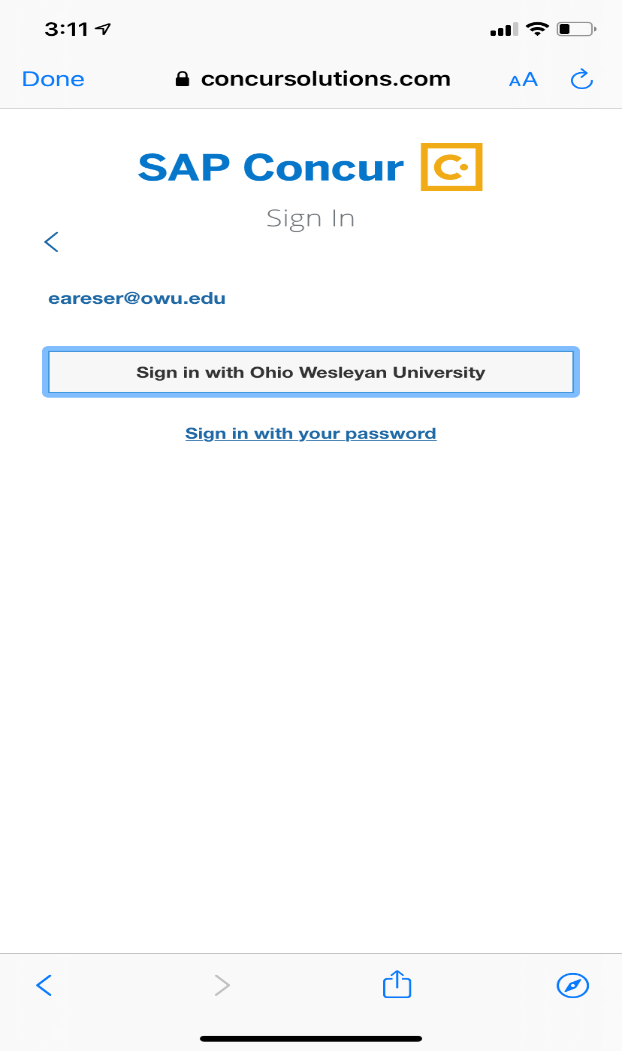 3:11
Done concursolutions.com AA
SAP Concur C
Sign In
eareser@owu.edu
Sign in with Ohio Wesleyan University
Sign in with your password